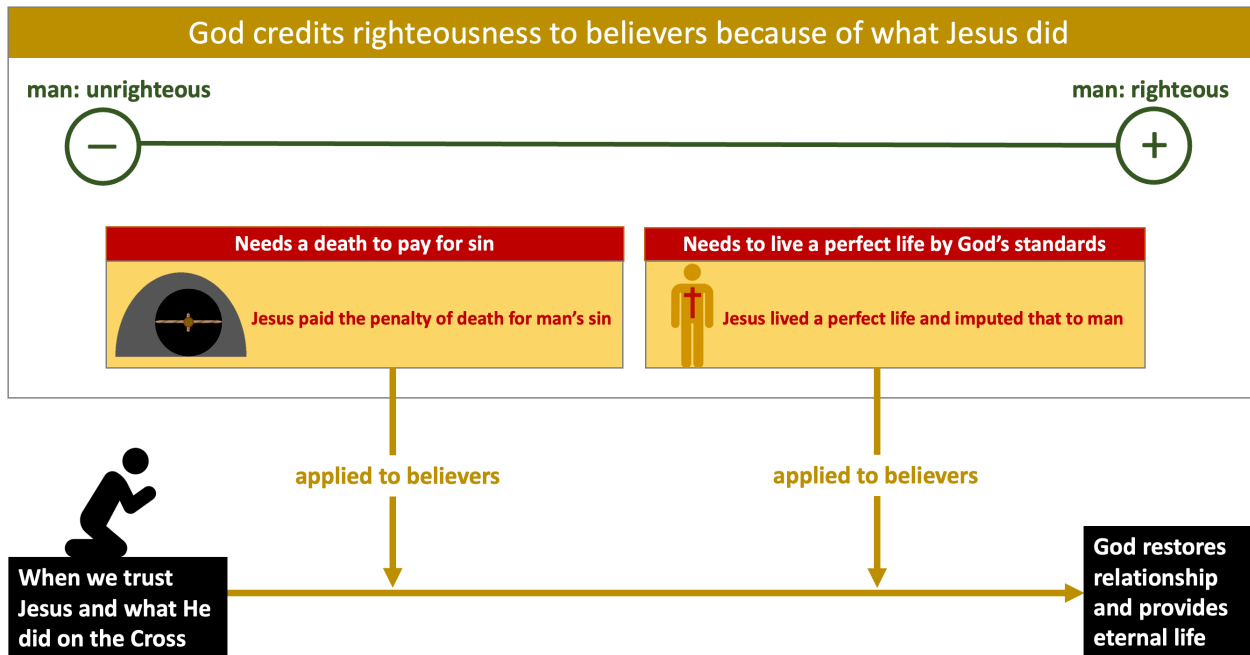 God credits righteousness to believers because of what Jesus did
man: unrighteous
man: righteous
−
+
Needs a death to pay for sin
Jesus paid the penalty of death for man’s sin
Needs to live a perfect life by God’s standards
Jesus lived a perfect life and imputed that to man
applied to believers
applied to believers
When we trust
Jesus and what He
did on the Cross
God restores
relationship
and provides
eternal life